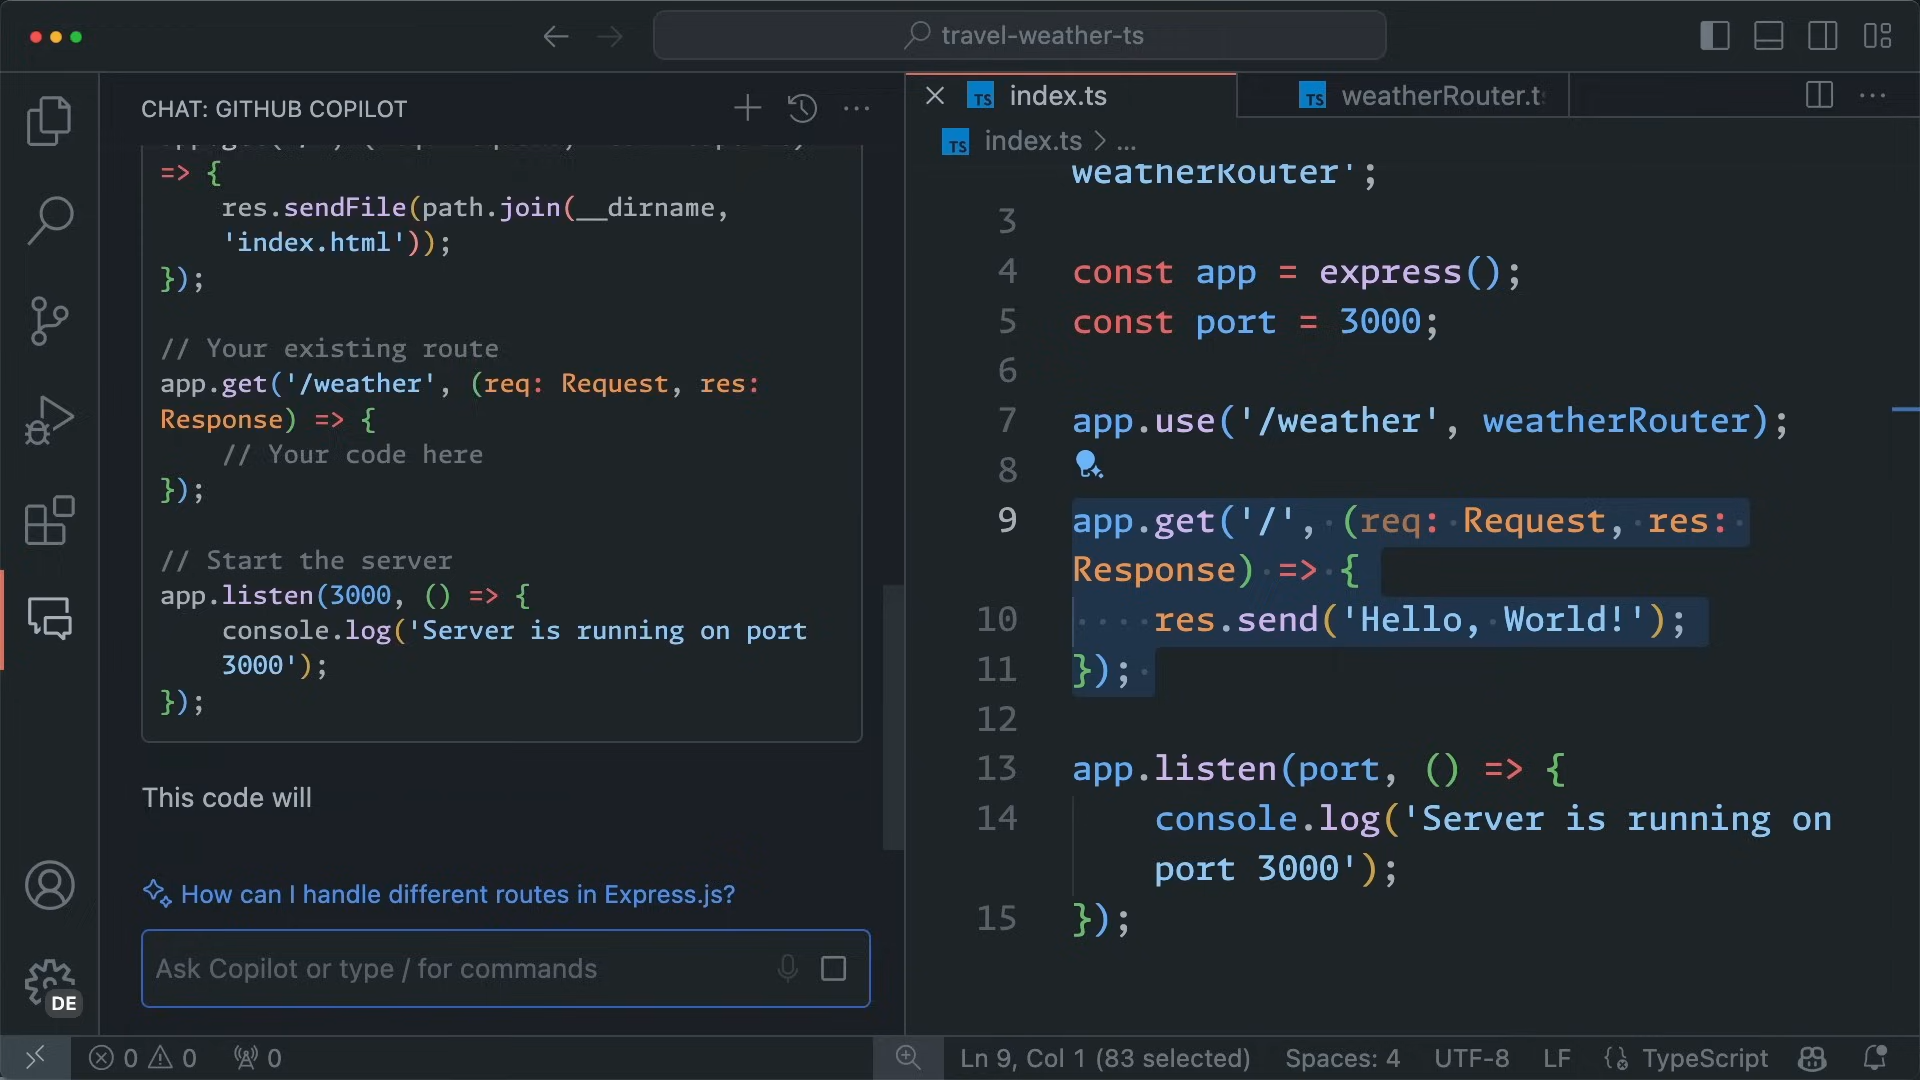 travel-weather-ts
CHAT: GITHUB COPILOT
=> {
res.sendFile(path.join(__dirname,
'index.html'));
});
// Your existing route
app.get('/weather', (req: Request, res:
Response) => {
// Your code here
});
// Start the server
app.listen(3000, () => {
console.log('Server is running on port
3000');
});
This code will
How can I handle different routes in Express.js?
Ask Copilot or type / for commands
DE
TS index.ts
TS weatherRouter.t
TS index.ts > ...
weatherRouter';
3
4 const app = express();
5 const port = 3000;
6
7 app.use('/weather', weatherRouter);
8
9 app.get('/', (req: Request, res:
Response) => {
10 res.send('Hello, World!');
11 });
12
13 app.listen(port, () => {
14 console.log('Server is running on
port 3000');
15 });
0 0 0
Ln 9, Col 1 (83 selected) Spaces: 4 UTF-8 LF TypeScript